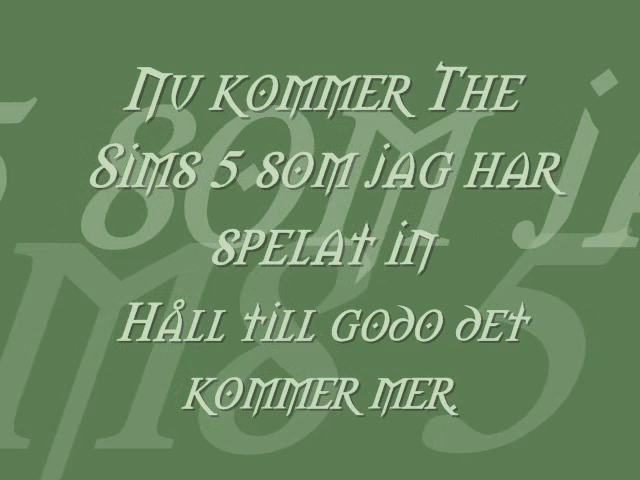 Nu kommer The
Sims 5 som jag har
spelat in
Håll till godo det
kommer mer.